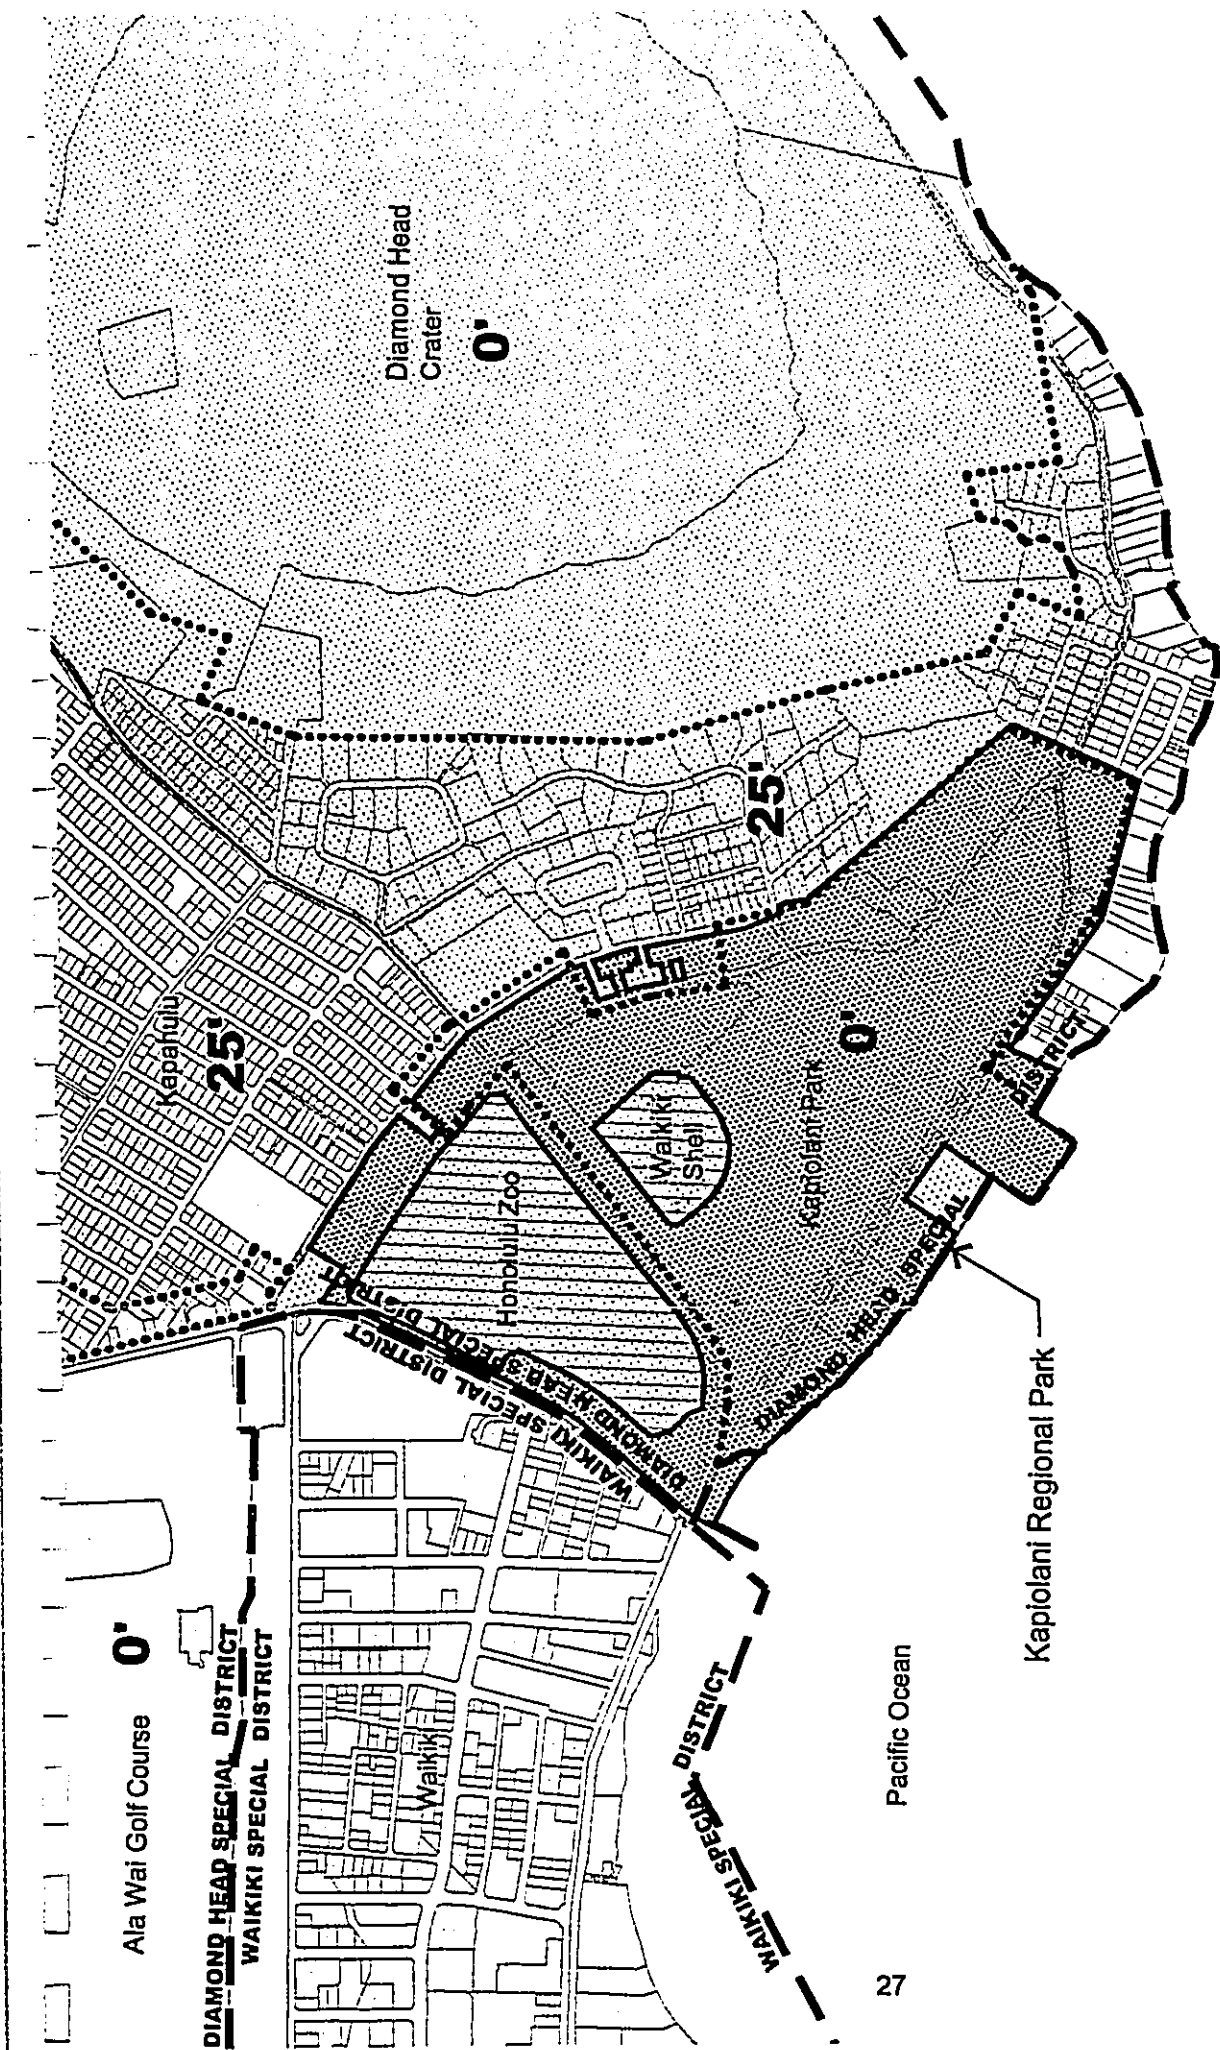 Diamond Head
Crater
0'
25'
Kapahulu
25'
Waikiki
Shell
Kapiolani Park
0'
Honolulu Zoo
DISTRICT
DIAMOND HEAD SPECIAL
DIAMOND HEAD SPECIAL DISTRICT
WAIKIKI SPECIAL DISTRICT
Kapiolani Regional Park
0'
Ala Wai Golf Course
DIAMOND HEAD SPECIAL DISTRICT
WAIKIKI SPECIAL DISTRICT
Waikiki
WAIKIKI SPECIAL DISTRICT
Pacific Ocean
27